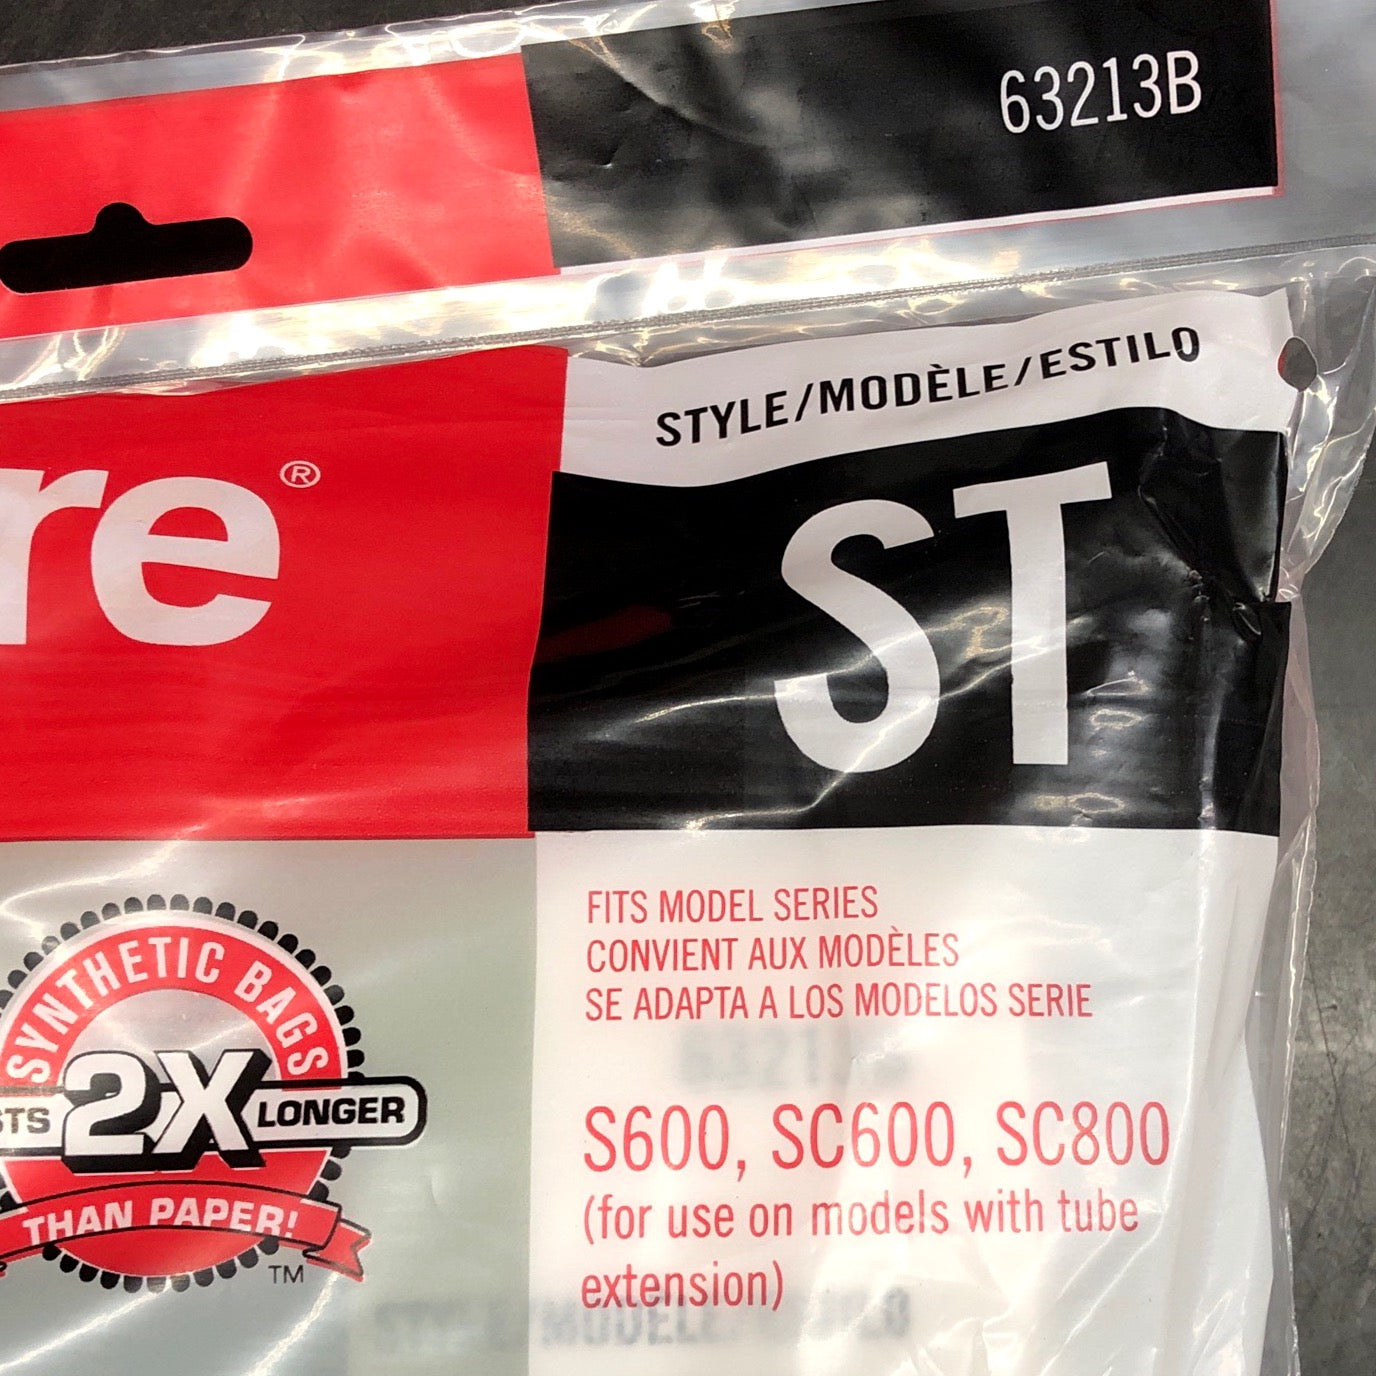 63213B
STYLE/MODÈLE/ESTILO
re®
ST
FITS MODEL SERIES
CONVIENT AUX MODÈLES
SE ADAPTA A LOS MODELOS SERIE
S600, SC600, SC800
(for use on models with tube
extension)
SYNTHETIC BAGS
STS 2X LONGER
THAN PAPER!
TM